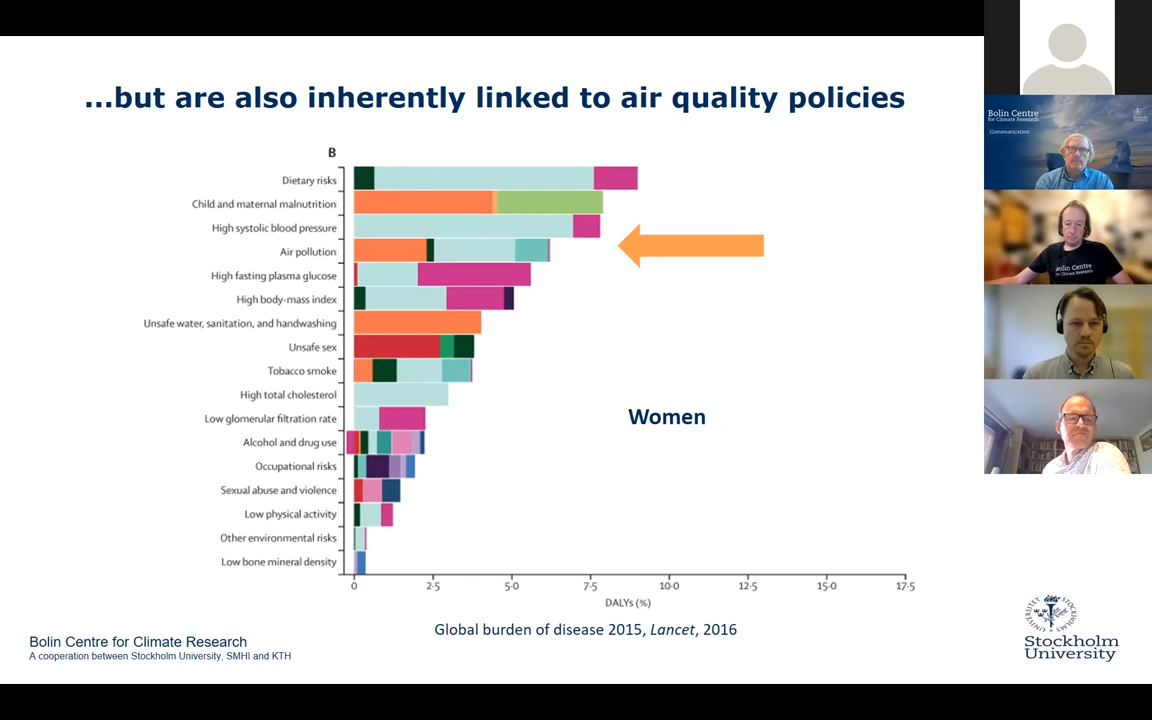 ...but are also inherently linked to air quality policies
B
Dietary risks
Child and maternal malnutrition
High systolic blood pressure
Air pollution
High fasting plasma glucose
High body-mass index
Unsafe water, sanitation, and handwashing
Unsafe sex
Tobacco smoke
High total cholesterol
Low glomerular filtration rate
Alcohol and drug use
Occupational risks
Sexual abuse and violence
Low physical activity
Other environmental risks
Low bone mineral density
0 2·5 5·0 7·5 10·0 12·5 15·0 17·5
DALYs (%)
Women
Global burden of disease 2015, Lancet, 2016
Bolin Centre for Climate Research
A cooperation between Stockholm University, SMHI and KTH
Stockholm
University
Bolin Centre
for Climate Research
Communication
Bolin Centre